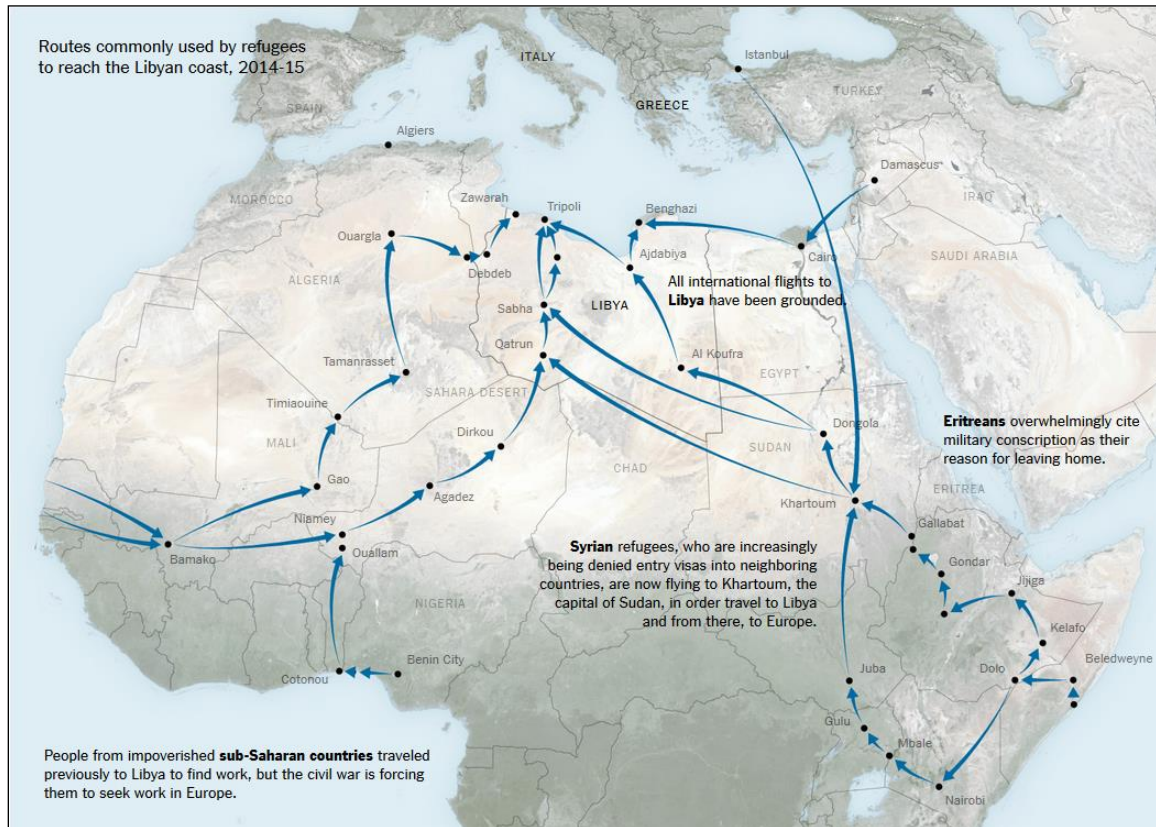 Routes commonly used by refugees
to reach the Libyan coast, 2014-15
Istanbul
ITALY
TURKEY
GREECE
SPAIN
Algiers
Damascus
MOROCCO
IRAQ
Zawarah
Tripoli
Benghazi
Ouargla
Cairo
SAUDI ARABIA
Ajdabiya
Debdeb
ALGERIA
All international flights to
Libya have been grounded.
Sabha
LIBYA
Qatrun
Al Koufra
Tamanrasset
EGYPT
SAHARA DESERT
Timiaouine
Dongola
Dirkou
MALI
SUDAN
Eritreans overwhelmingly cite
military conscription as their
reason for leaving home.
CHAD
Gao
Agadez
ERITREA
Khartoum
Niamey
Gallabat
Bamako
Ouallam
Syrian refugees, who are increasingly
being denied entry visas into neighboring
countries, are now flying to Khartoum, the
capital of Sudan, in order travel to Libya
and from there, to Europe.
Gondar
Jijiga
NIGERIA
Kelafo
Benin City
Beledweyne
Cotonou
Juba
Dolo
Gulu
Mbale
Nairobi
People from impoverished sub-Saharan countries traveled
previously to Libya to find work, but the civil war is forcing
them to seek work in Europe.